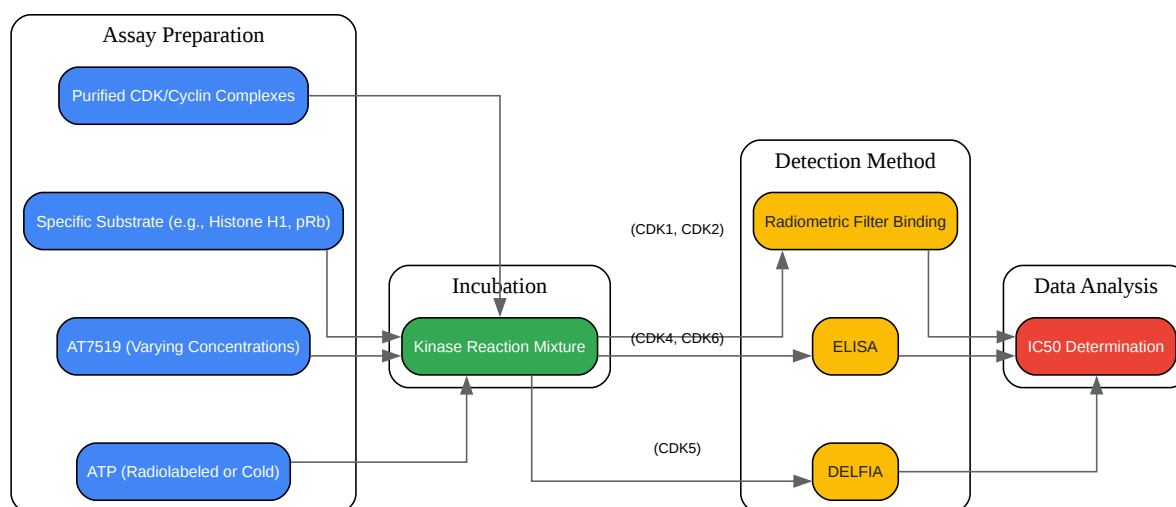 Assay Preparation
Purified CDK/Cyclin Complexes
Specific Substrate (e.g., Histone H1, pRb)
AT7519 (Varying Concentrations)
ATP (Radiolabeled or Cold)
Incubation
Kinase Reaction Mixture
(CDK1, CDK2)
(CDK4, CDK6)
(CDK5)
Detection Method
Radiometric Filter Binding
ELISA
DELFIA
Data Analysis
IC50 Determination